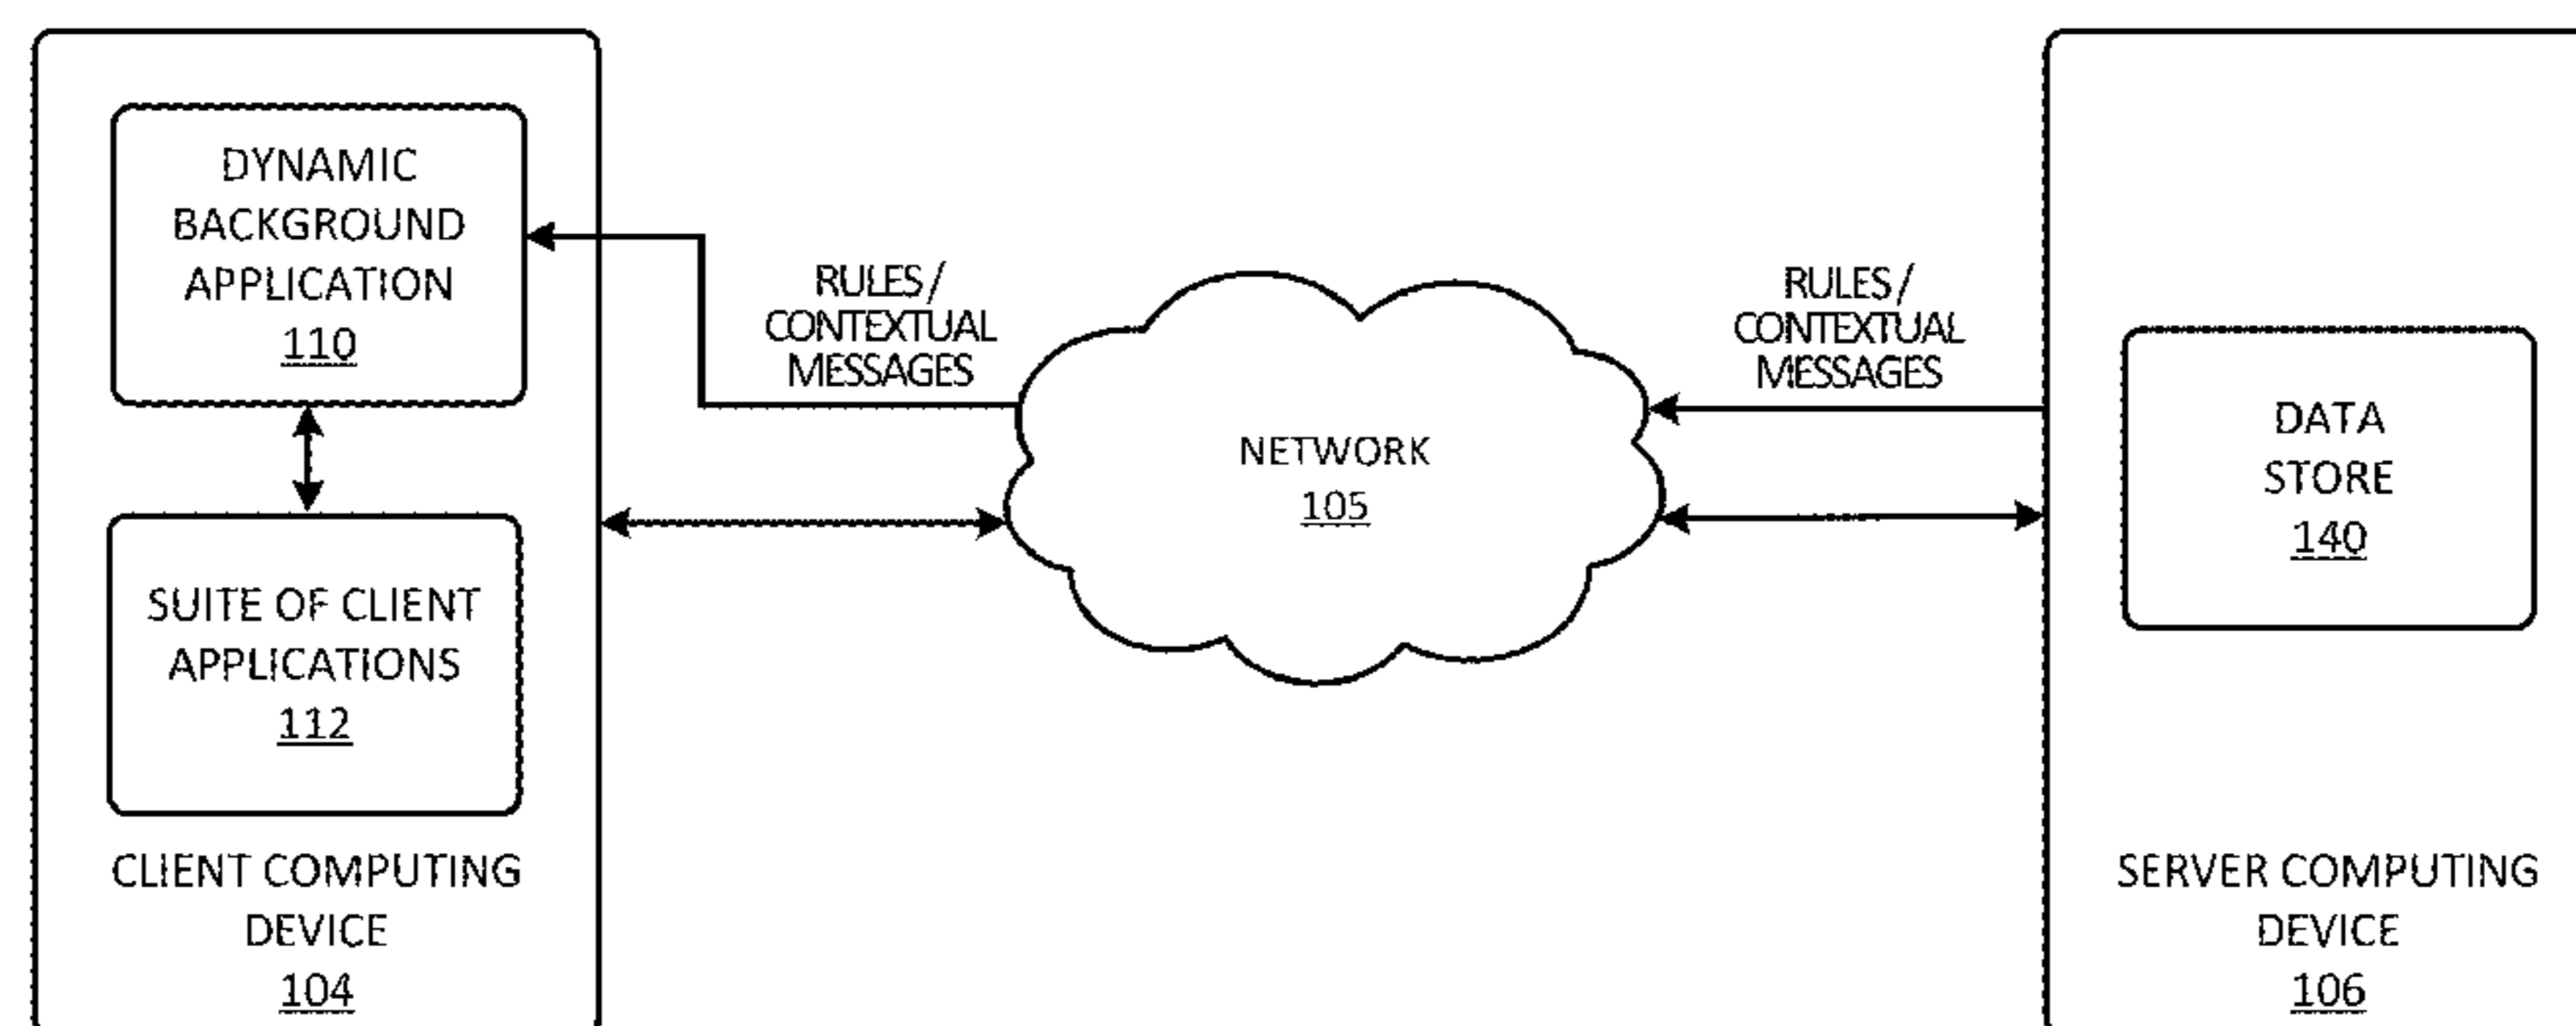 DYNAMIC
BACKGROUND
APPLICATION
110
SUITE OF CLIENT
APPLICATIONS
112
CLIENT COMPUTING
DEVICE
104
RULES /
CONTEXTUAL
MESSAGES
NETWORK
105
RULES /
CONTEXTUAL
MESSAGES
DATA
STORE
140
SERVER COMPUTING
DEVICE
106